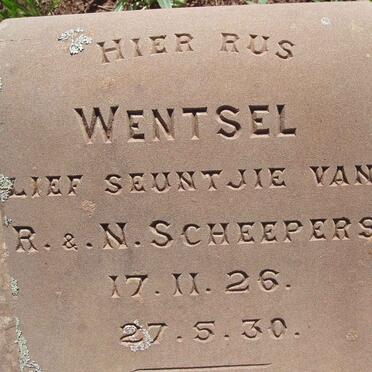 HIER RUS
WENTSEL
LIEF SEUNTJIE VAN
R. & N. SCHEEPERS
17.11.26.
27.5.30.